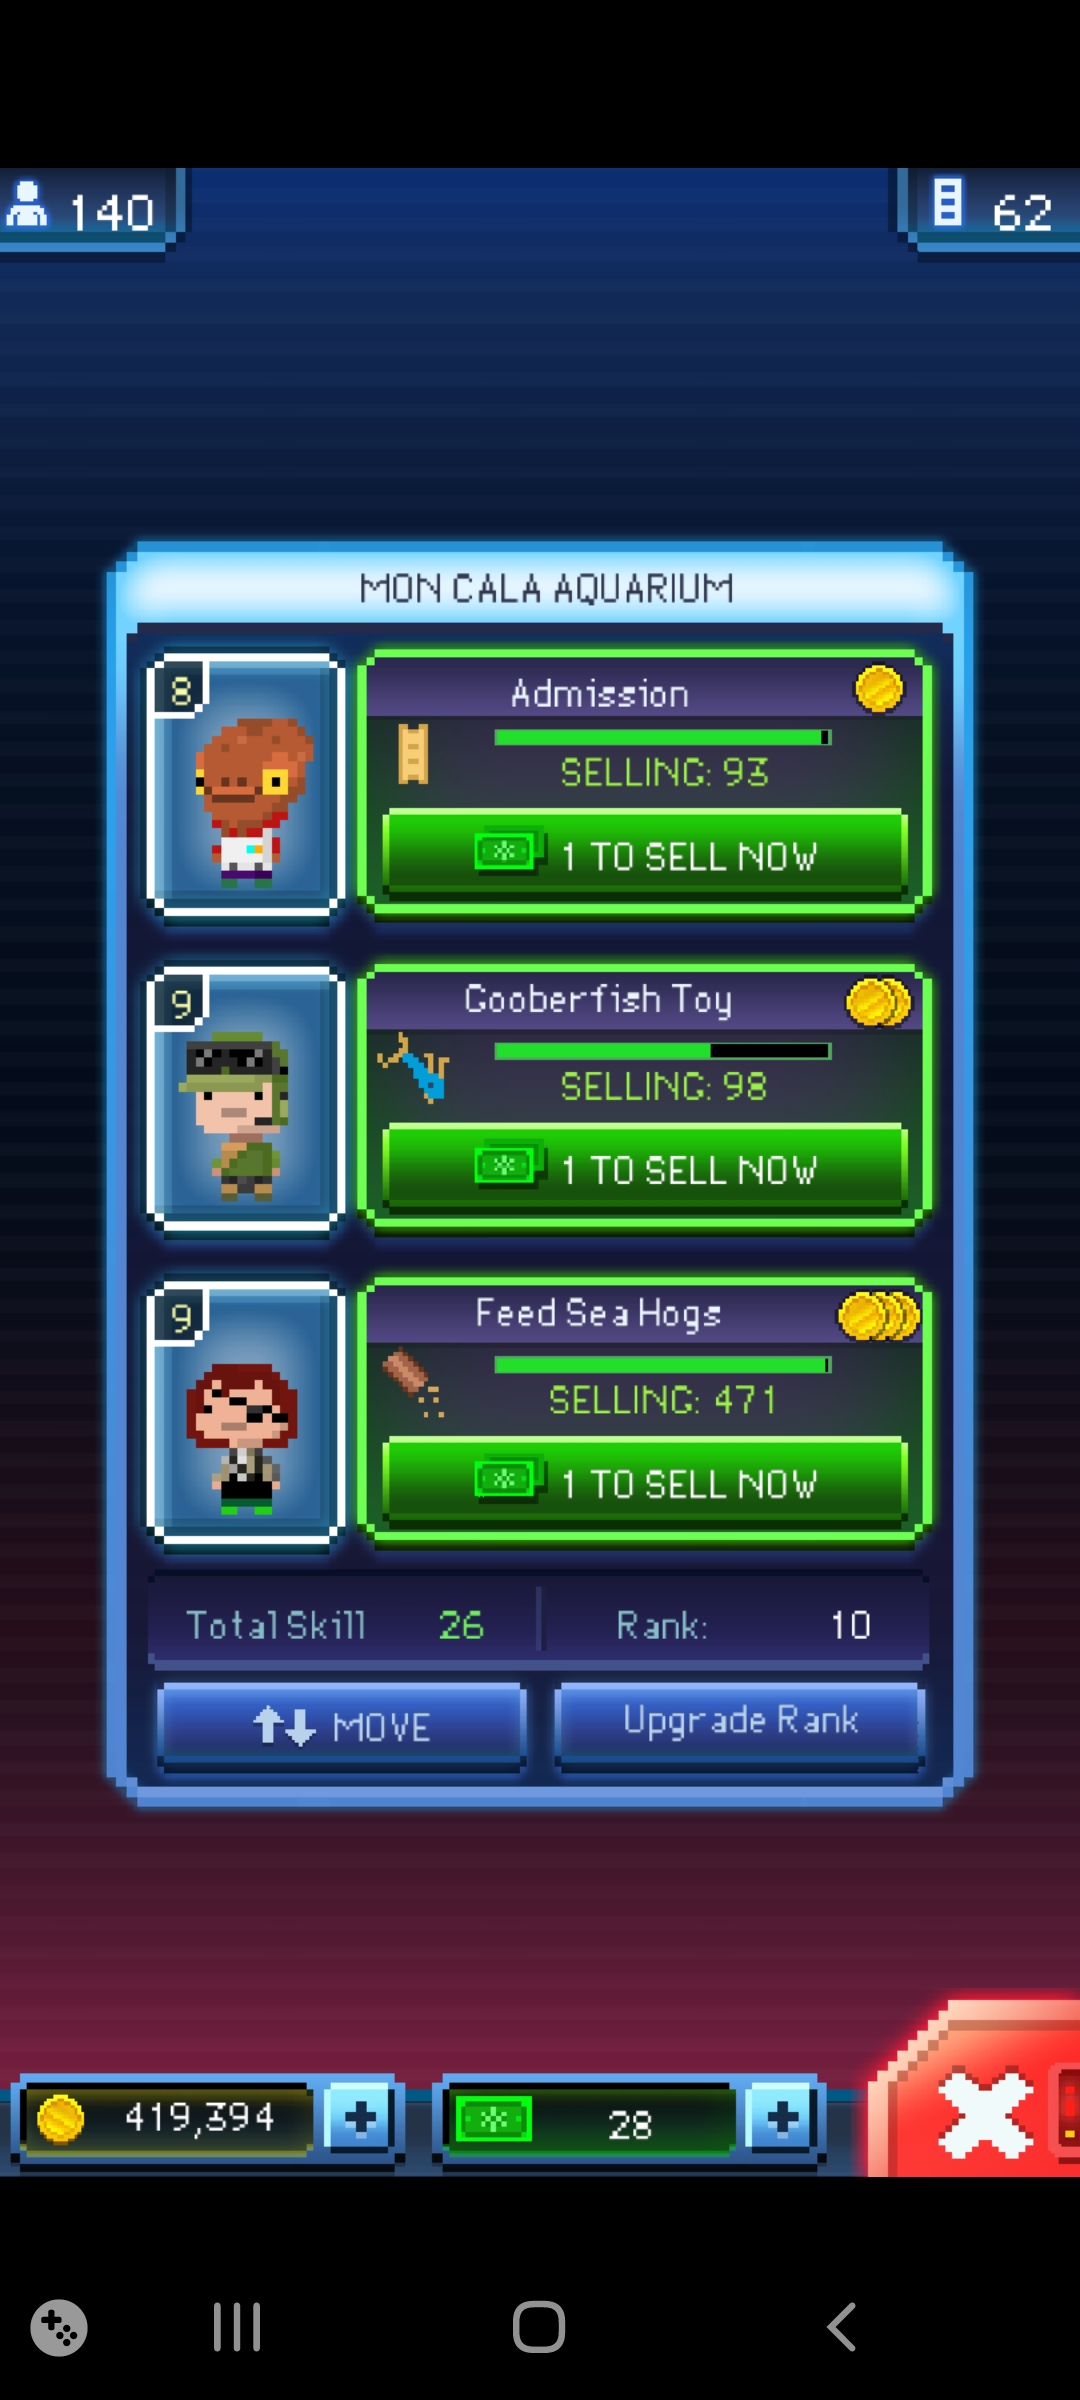 140
62
MON CALA AQUARIUM
8
Admission
SELLING: 93
1 TO SELL NOW
9
Gooberfish Toy
SELLING: 98
1 TO SELL NOW
9
Feed Sea Hogs
SELLING: 471
1 TO SELL NOW
Total Skill 26 Rank: 10
MOVE Upgrade Rank
419,394 28